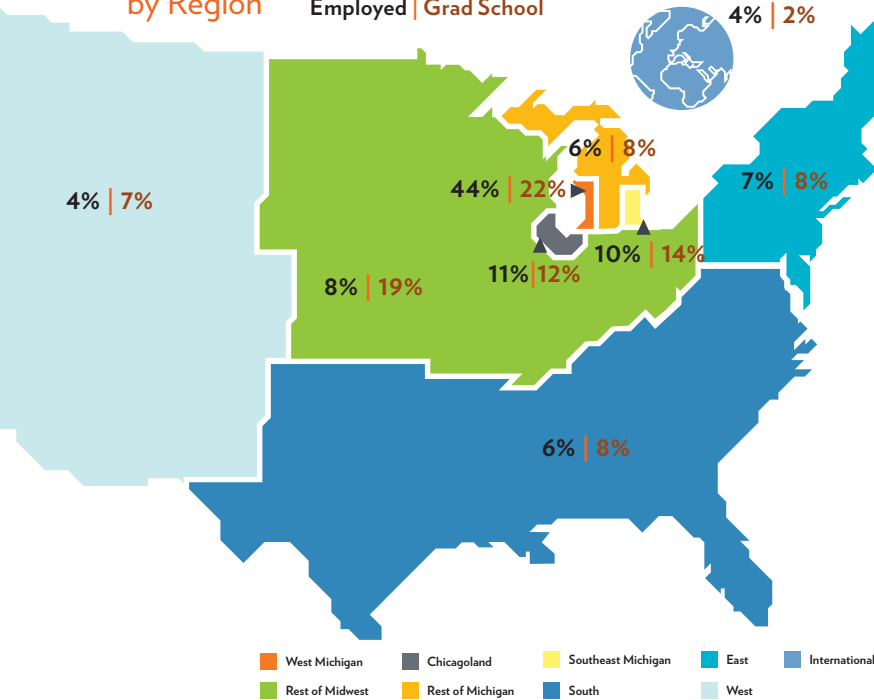 by Region
Employed | Grad School
4% | 2%
6% | 8%
44% | 22%
7% | 8%
4% | 7%
10% | 14%
11% | 12%
8% | 19%
6% | 8%
West Michigan
Chicagoland
Southeast Michigan
East
International
Rest of Midwest
Rest of Michigan
South
West